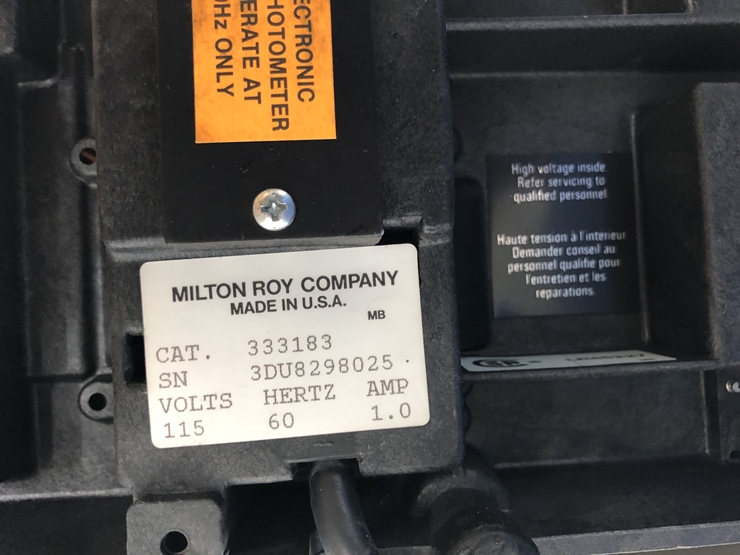 ECTRONIC
HOTOMETER
ERATE AT
0Hz ONLY
High voltage inside
Refer servicing to
qualified personnel
Haute tension à l'interieur
Demander conseil au
personnel qualifie pour
l'entretien et les
reparations.
MILTON ROY COMPANY
MADE IN U.S.A.
MB
CAT. 333183
SN 3DU8298025
VOLTS HERTZ AMP
115 60 1.0